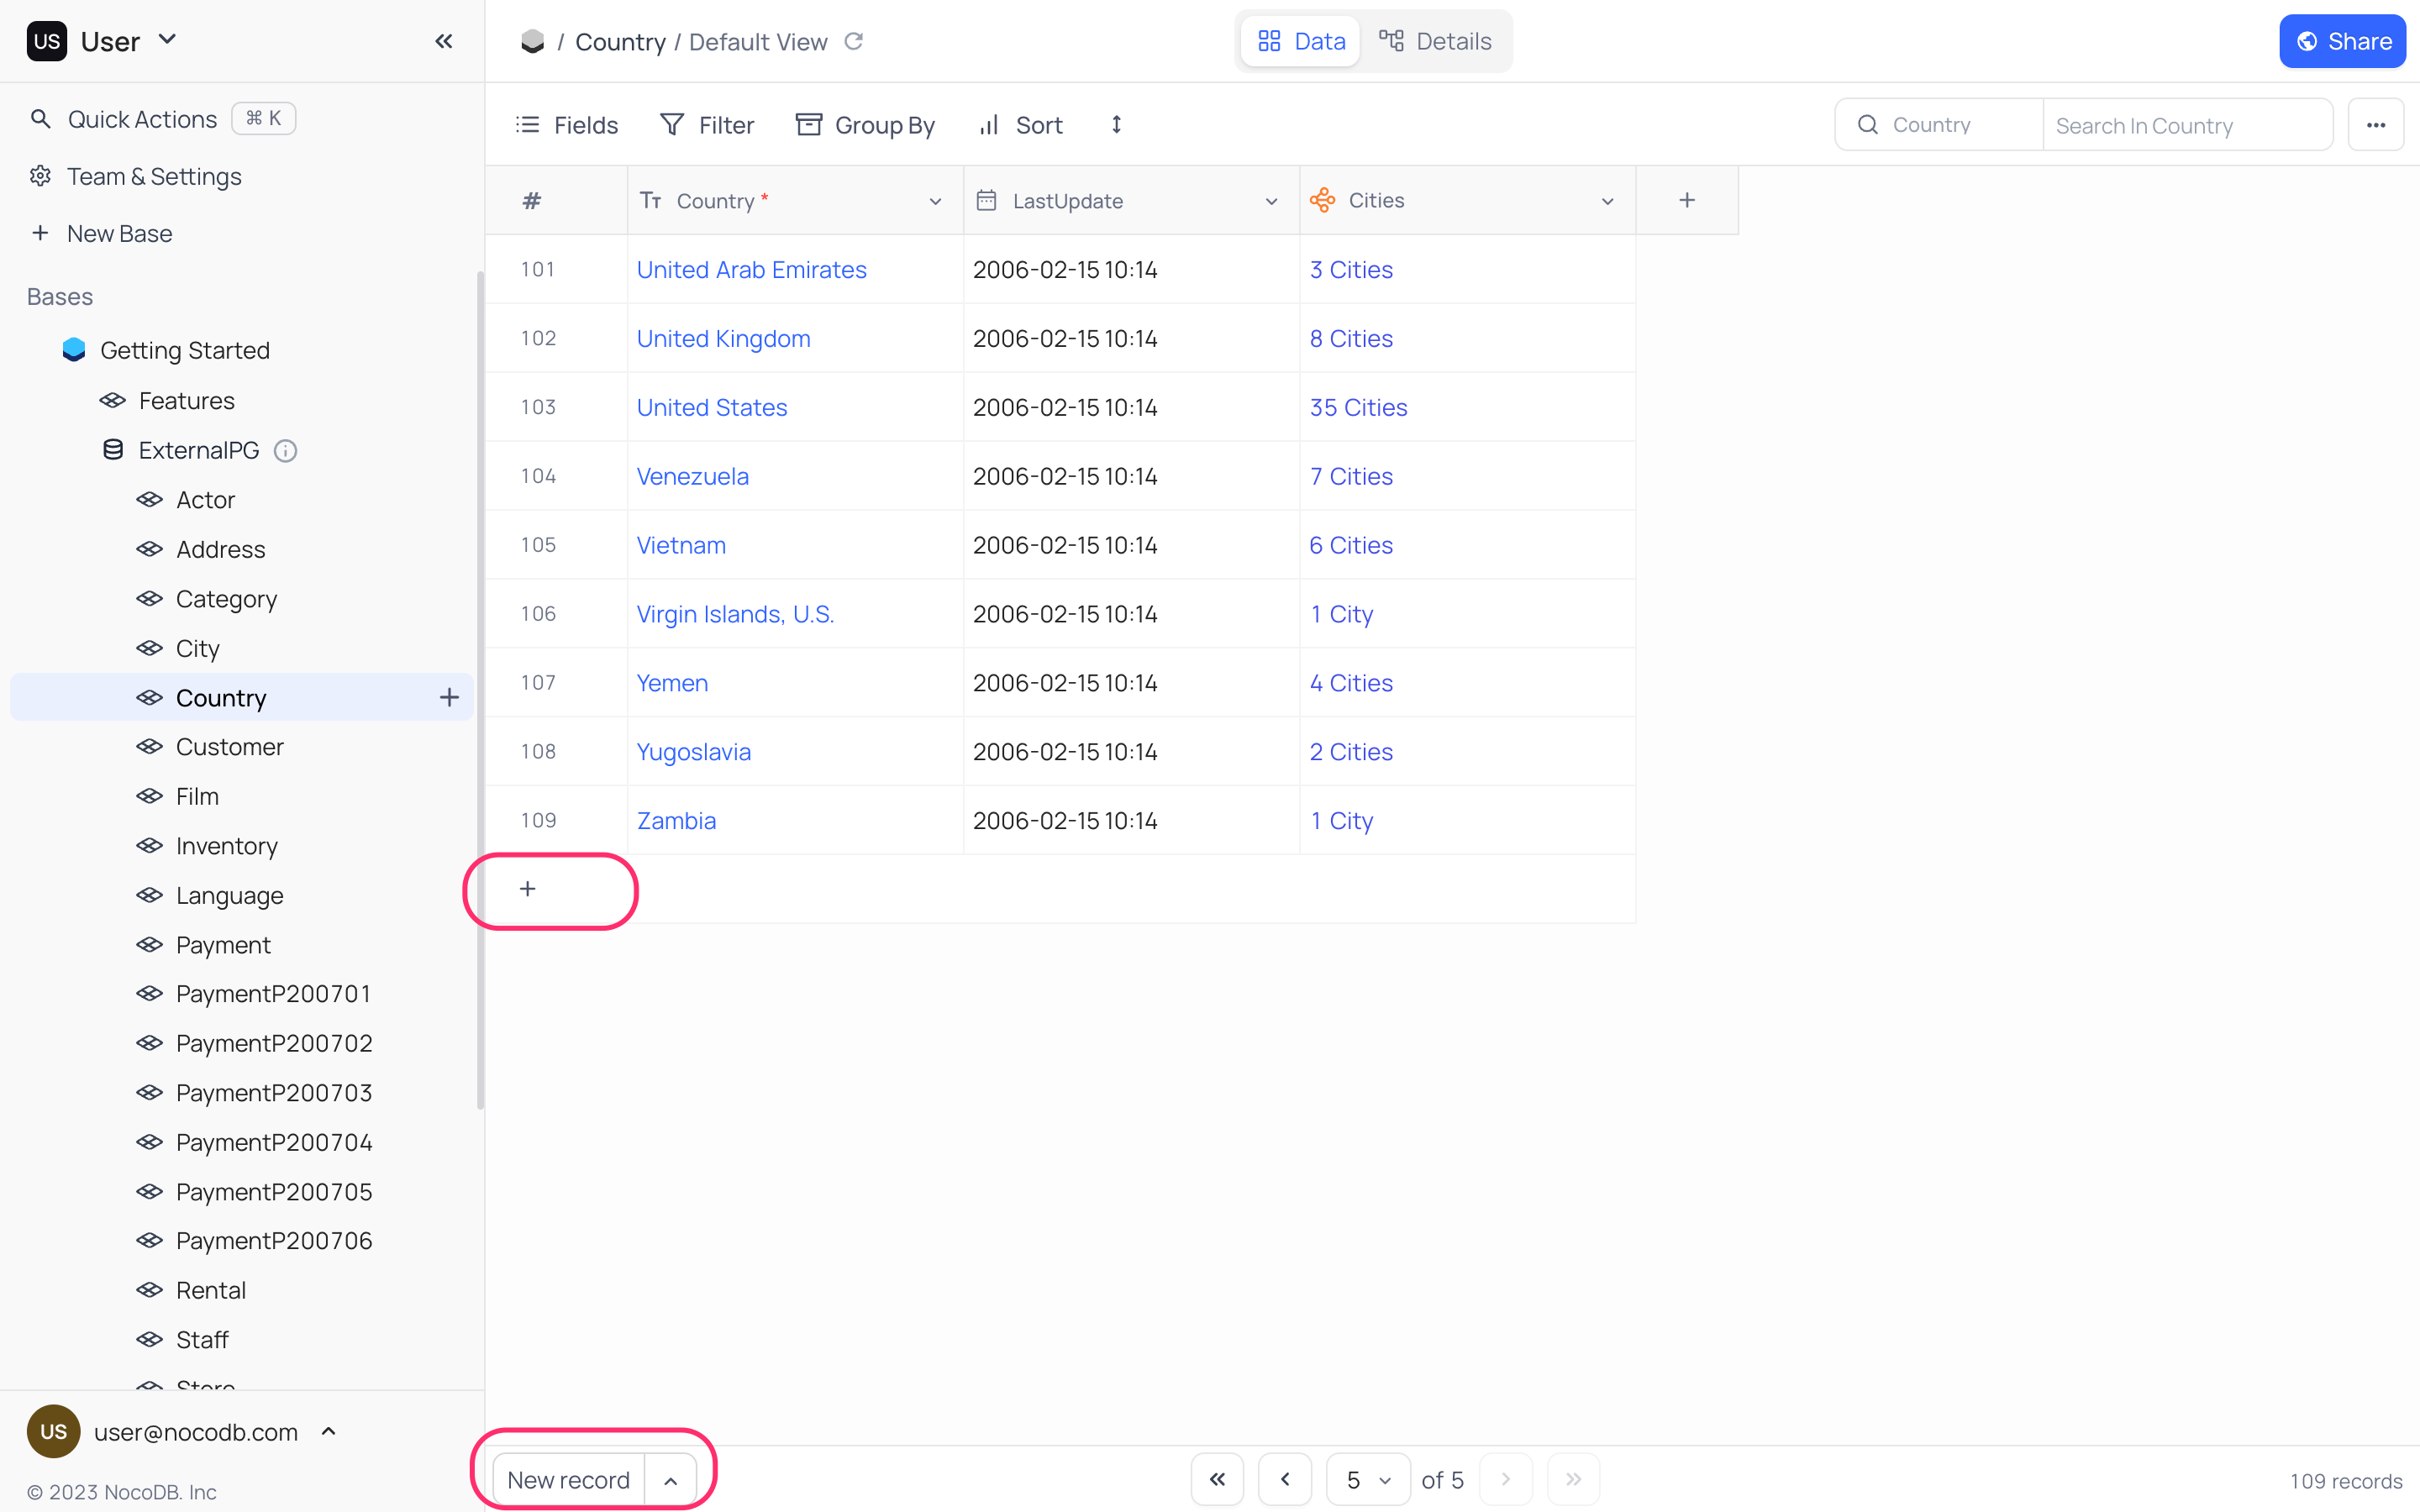 US User
Quick Actions ⌘ K
Team & Settings
New Base
Bases
Getting Started
Features
ExternalPG
Actor
Address
Category
City
Country
Customer
Film
Inventory
Language
Payment
PaymentP200701
PaymentP200702
PaymentP200703
PaymentP200704
PaymentP200705
PaymentP200706
Rental
Staff
Store
US user@nocodb.com
© 2023 NocoDB. Inc
/ Country / Default View
Data Details
Share
Fields Filter Group By Sort
Country Search In Country
# Country * LastUpdate Cities +
101 United Arab Emirates 2006-02-15 10:14 3 Cities
102 United Kingdom 2006-02-15 10:14 8 Cities
103 United States 2006-02-15 10:14 35 Cities
104 Venezuela 2006-02-15 10:14 7 Cities
105 Vietnam 2006-02-15 10:14 6 Cities
106 Virgin Islands, U.S. 2006-02-15 10:14 1 City
107 Yemen 2006-02-15 10:14 4 Cities
108 Yugoslavia 2006-02-15 10:14 2 Cities
109 Zambia 2006-02-15 10:14 1 City
+
New record
5 of 5
109 records